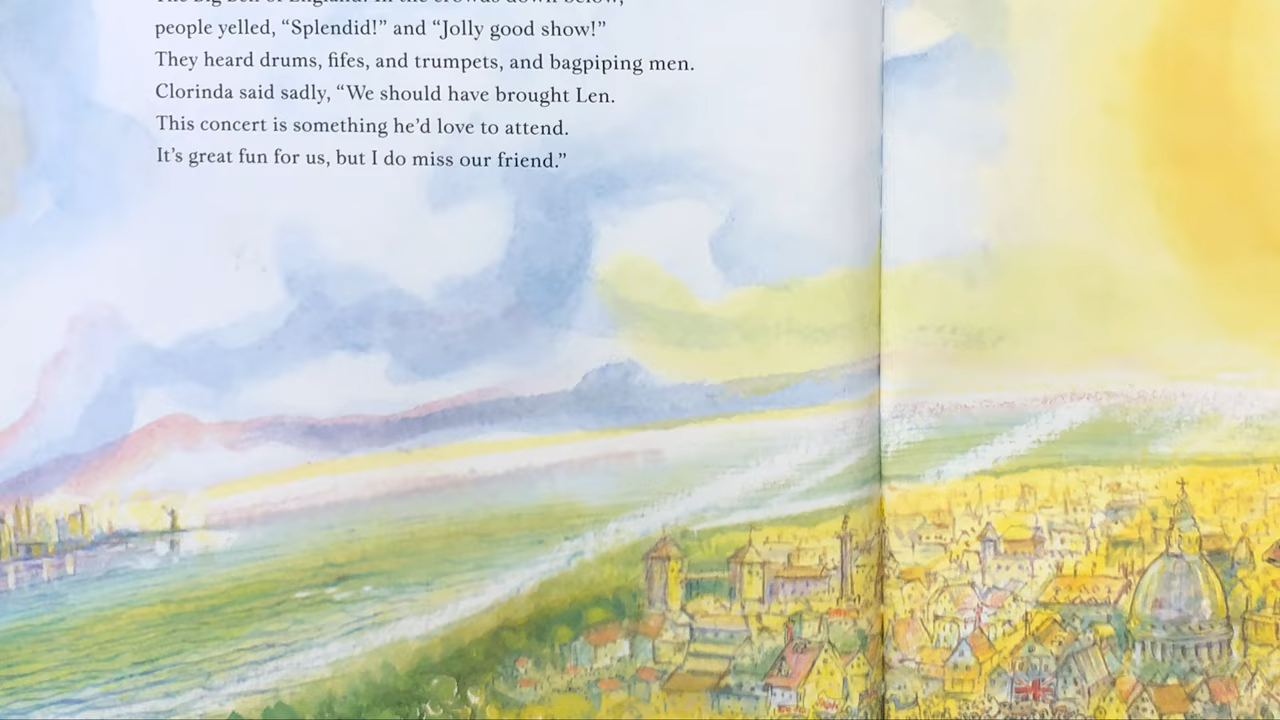 people yelled, “Splendid!” and “Jolly good show!”
They heard drums, fifes, and trumpets, and bagpiping men.
Clorinda said sadly, “We should have brought Len.
This concert is something he’d love to attend.
It’s great fun for us, but I do miss our friend.”